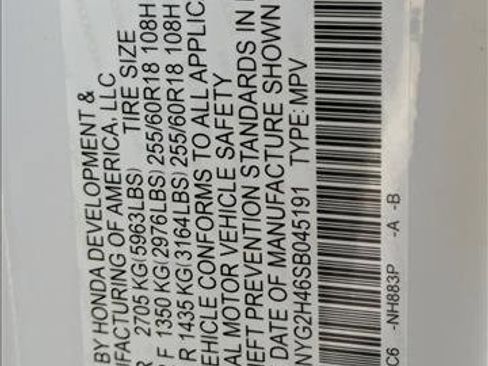 BY HONDA DEVELOPMENT &
FACTURING OF AMERICA, LLC
R 2705 KG(5963LBS) TIRE SIZE
F 1350 KG(2976LBS) 255/60R18 108H
R 1435 KG(3164LBS) 255/60R18 108H
EHICLE CONFORMS TO ALL APPLIC
AL MOTOR VEHICLE SAFETY
EFT PREVENTION STANDARDS IN
DATE OF MANUFACTURE SHOWN
NYG2H46SB045191 TYPE: MPV
C6 -NH883P -A -B